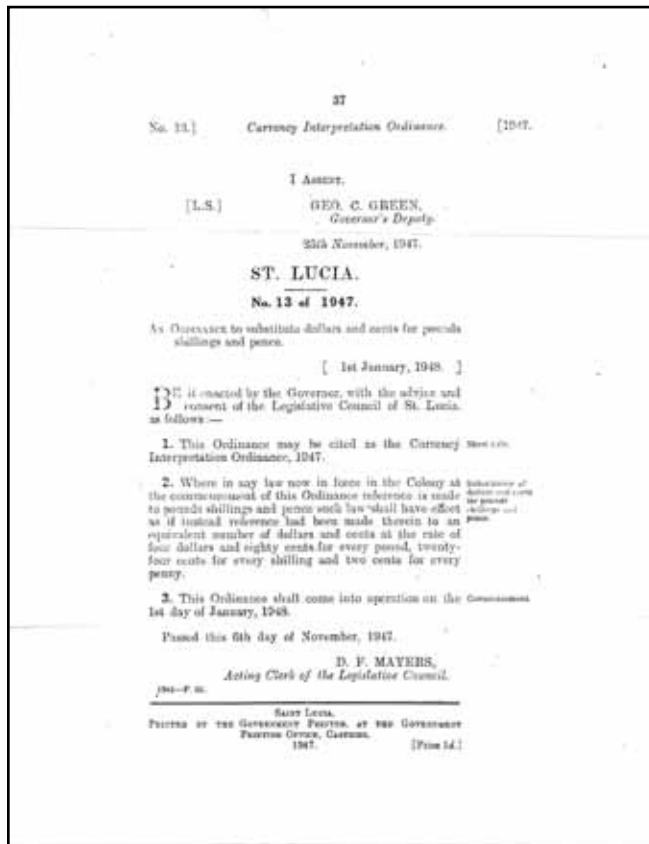 37
No. 13.] Currency Interpretation Ordinance. [1947.
I ASSENT.
[L.S.] GEO. C. GREEN,
Governor's Deputy.
25th November, 1947.
ST. LUCIA.
No. 13 of 1947.
AN ORDINANCE to substitute dollars and cents for pounds
shillings and pence.
[ 1st January, 1948. ]
BE it enacted by the Governor, with the advice and
consent of the Legislative Council of St. Lucia,
as follows:—
1. This Ordinance may be cited as the Currency Short title.
Interpretation Ordinance, 1947.
2. Where in any law now in force in the Colony at
the commencement of this Ordinance reference is made
to pounds shillings and pence such law shall have effect
as if instead reference had been made therein to an
equivalent number of dollars and cents at the rate of
four dollars and eighty cents for every pound, twenty-
four cents for every shilling and two cents for every
penny.
dollars and cents
for pounds
shillings and
pence.
3. This Ordinance shall come into operation on the Commencement.
1st day of January, 1948.
Passed this 6th day of November, 1947.
D. F. MAYERS,
Acting Clerk of the Legislative Council.
SAINT LUCIA.
PRINTED BY THE GOVERNMENT PRINTER, AT THE GOVERNMENT
PRINTING OFFICE, CASTRIES.
1947. [Price 1d.]